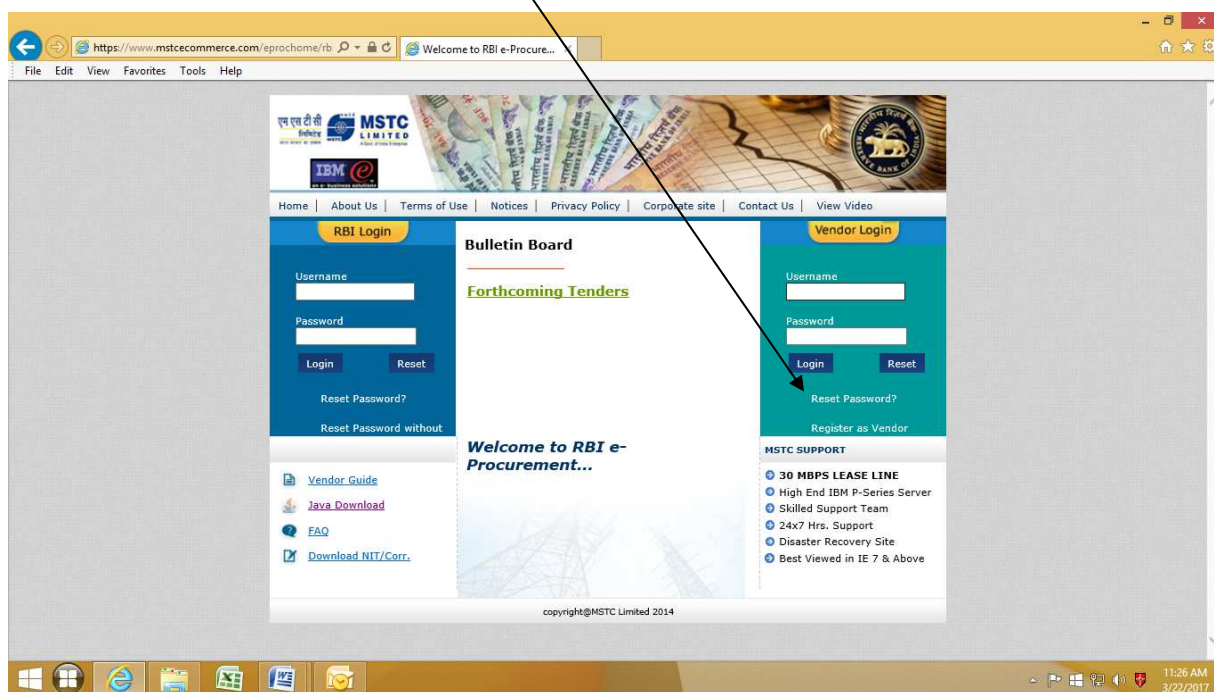 https://www.mstcecommerce.com/eprochome/rb
Welcome to RBI e-Procure...
File Edit View Favorites Tools Help
एम एस टी सी
लिमिटेड
MSTC
LIMITED
IBM
Home | About Us | Terms of Use | Notices | Privacy Policy | Corporate site | Contact Us | View Video
RBI Login
Username
Password
Login Reset
Reset Password?
Reset Password without
Vendor Guide
Java Download
FAQ
Download NIT/Corr.
Bulletin Board
Forthcoming Tenders
Welcome to RBI e-
Procurement...
Vendor Login
Username
Password
Login Reset
Reset Password?
Register as Vendor
MSTC SUPPORT
30 MBPS LEASE LINE
High End IBM P-Series Server
Skilled Support Team
24x7 Hrs. Support
Disaster Recovery Site
Best Viewed in IE 7 & Above
copyright@MSTC Limited 2014
11:26 AM
3/22/2017